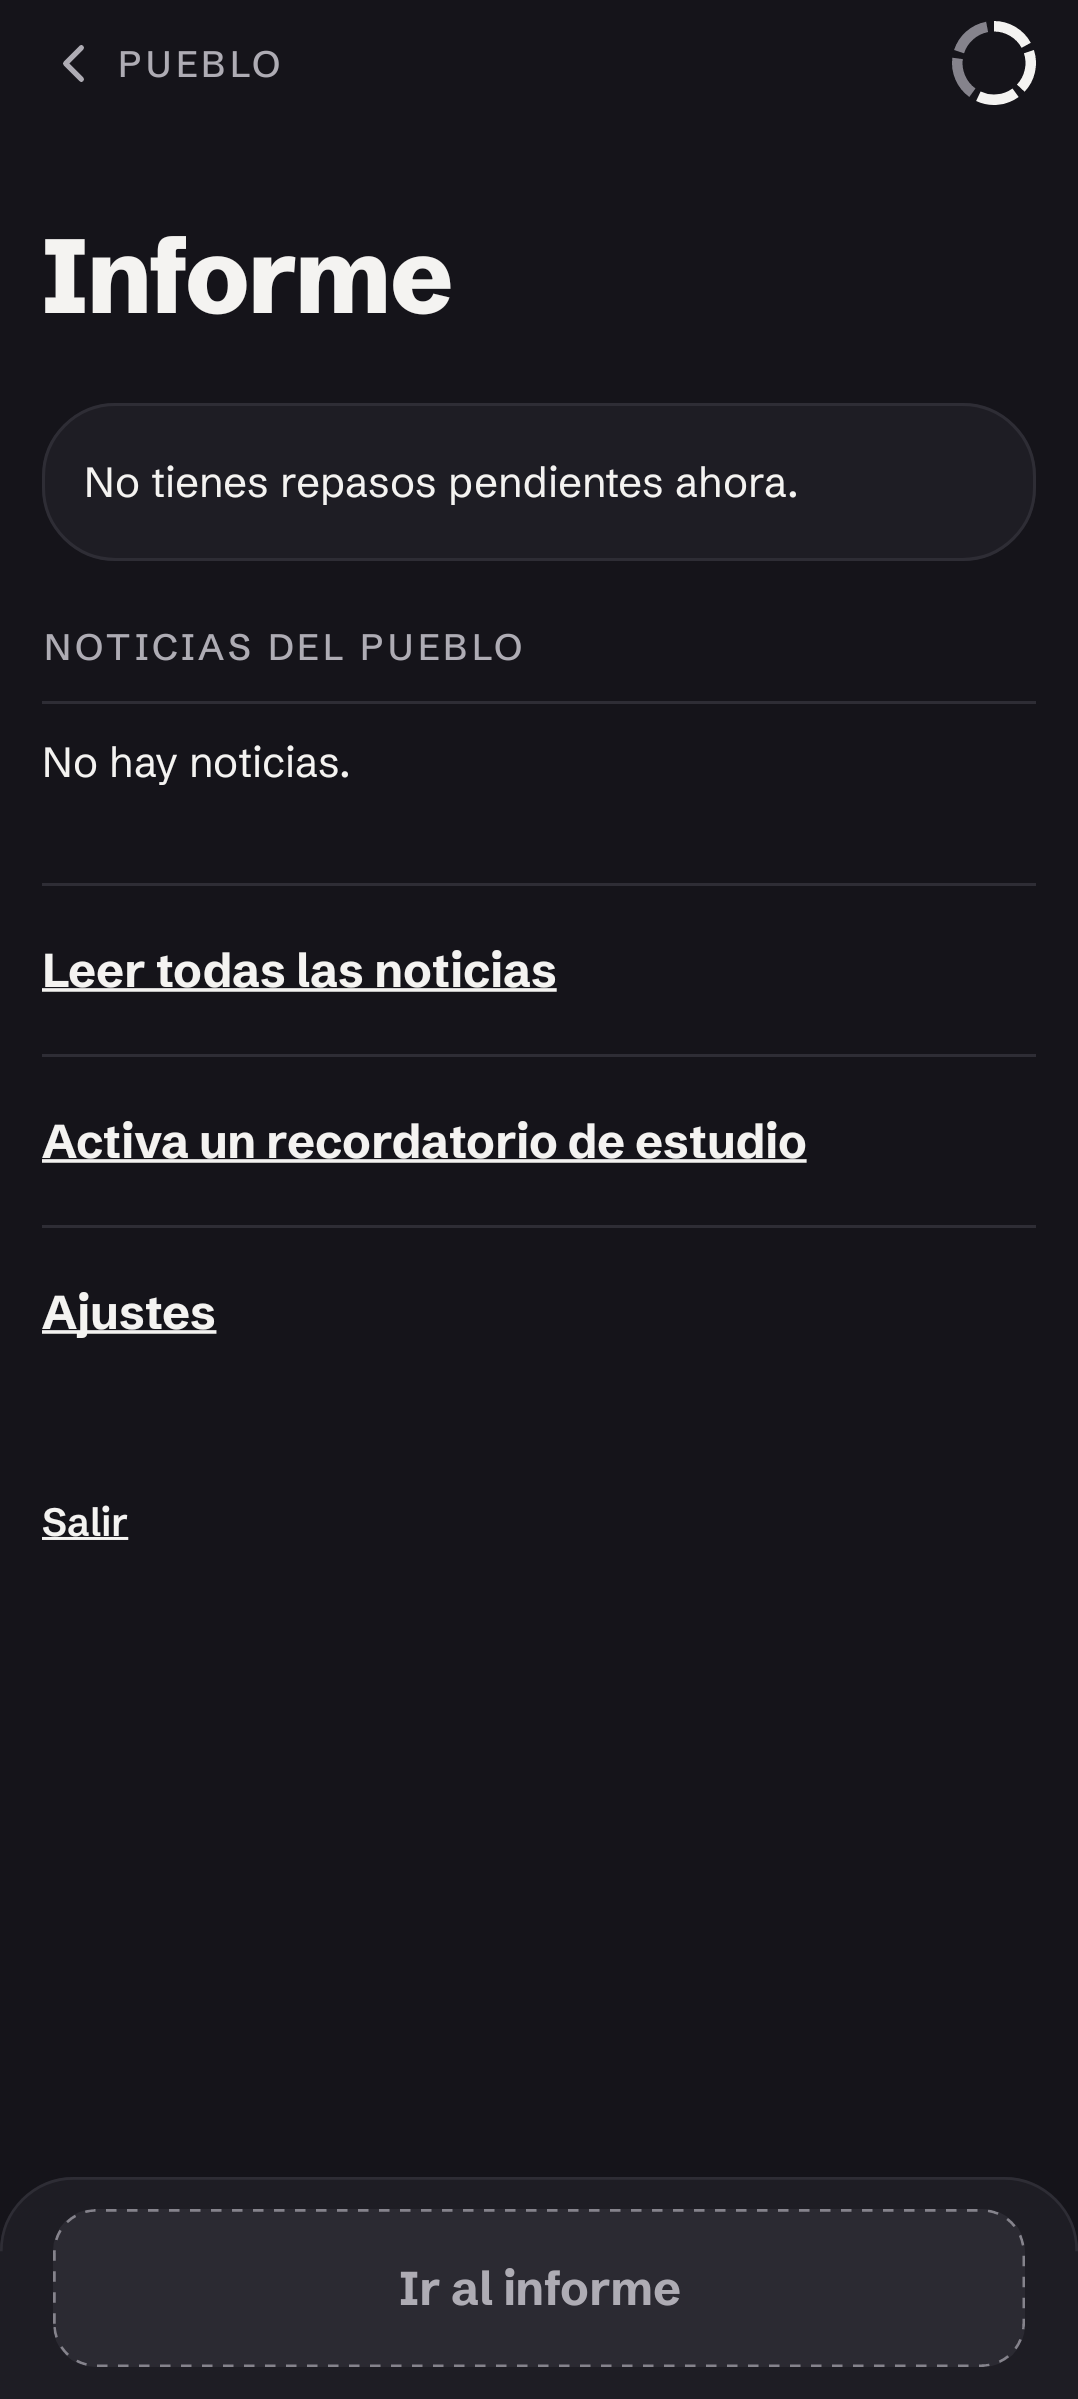 PUEBLO
Informe
No tienes repasos pendientes ahora.
NOTICIAS DEL PUEBLO
No hay noticias.
Leer todas las noticias
Activa un recordatorio de estudio
Ajustes
Salir
Ir al informe